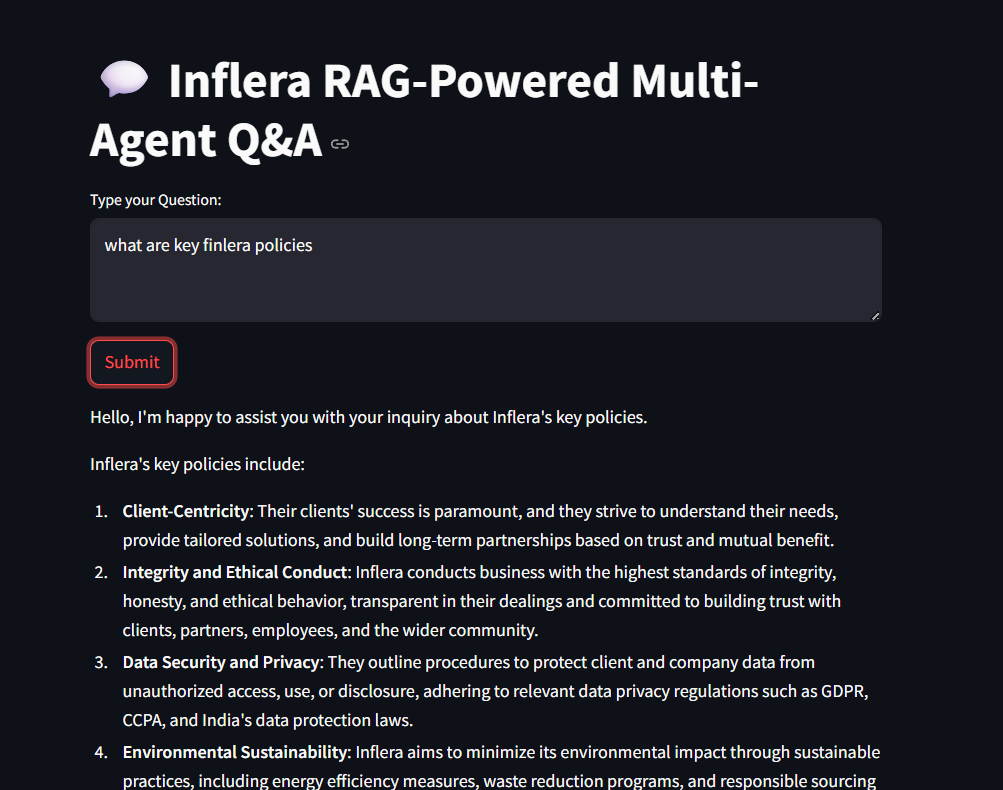 Inflera RAG-Powered Multi-
Agent Q&A
Type your Question:
what are key finlera policies
Submit
Hello, I'm happy to assist you with your inquiry about Inflera's key policies.
Inflera's key policies include:
1. Client-Centricity: Their clients' success is paramount, and they strive to understand their needs,
provide tailored solutions, and build long-term partnerships based on trust and mutual benefit.
2. Integrity and Ethical Conduct: Inflera conducts business with the highest standards of integrity,
honesty, and ethical behavior, transparent in their dealings and committed to building trust with
clients, partners, employees, and the wider community.
3. Data Security and Privacy: They outline procedures to protect client and company data from
unauthorized access, use, or disclosure, adhering to relevant data privacy regulations such as GDPR,
CCPA, and India's data protection laws.
4. Environmental Sustainability: Inflera aims to minimize its environmental impact through sustainable
practices, including energy efficiency measures, waste reduction programs, and responsible sourcing